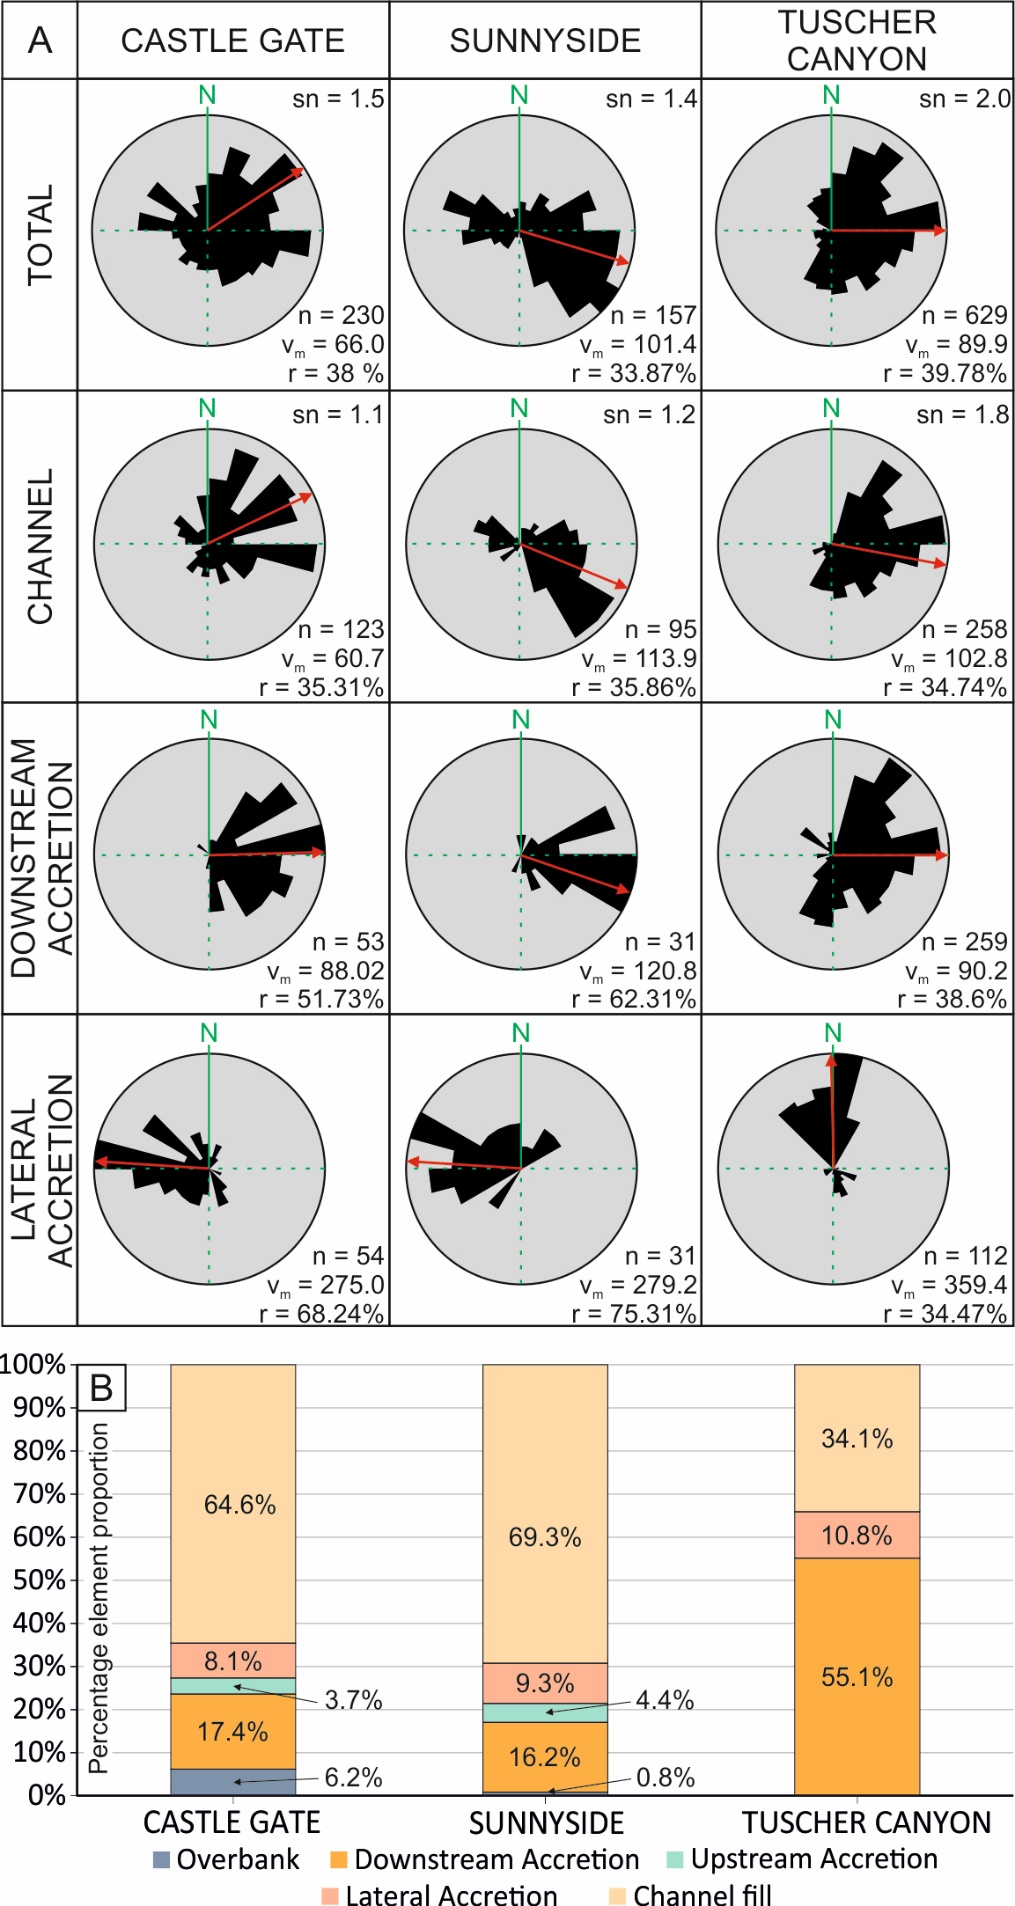 A
CASTLE GATE
SUNNYSIDE
TUSCHER
CANYON
TOTAL
N
sn = 1.5
n = 230
vm = 66.0
r = 38 %
N
sn = 1.4
n = 157
vm = 101.4
r = 33.87%
N
sn = 2.0
n = 629
vm = 89.9
r = 39.78%
CHANNEL
N
sn = 1.1
n = 123
vm = 60.7
r = 35.31%
N
sn = 1.2
n = 95
vm = 113.9
r = 35.86%
N
sn = 1.8
n = 258
vm = 102.8
r = 34.74%
DOWNSTREAM
ACCRETION
N
n = 53
vm = 88.02
r = 51.73%
N
n = 31
vm = 120.8
r = 62.31%
N
n = 259
vm = 90.2
r = 38.6%
LATERAL
ACCRETION
N
n = 54
vm = 275.0
r = 68.24%
N
n = 31
vm = 279.2
r = 75.31%
N
n = 112
vm = 359.4
r = 34.47%
B
Percentage element proportion
100%
90%
80%
70%
60%
50%
40%
30%
20%
10%
0%
64.6%
8.1%
3.7%
17.4%
6.2%
69.3%
9.3%
4.4%
16.2%
0.8%
34.1%
10.8%
55.1%
CASTLE GATE
SUNNYSIDE
TUSCHER CANYON
Overbank
Downstream Accretion
Upstream Accretion
Lateral Accretion
Channel fill